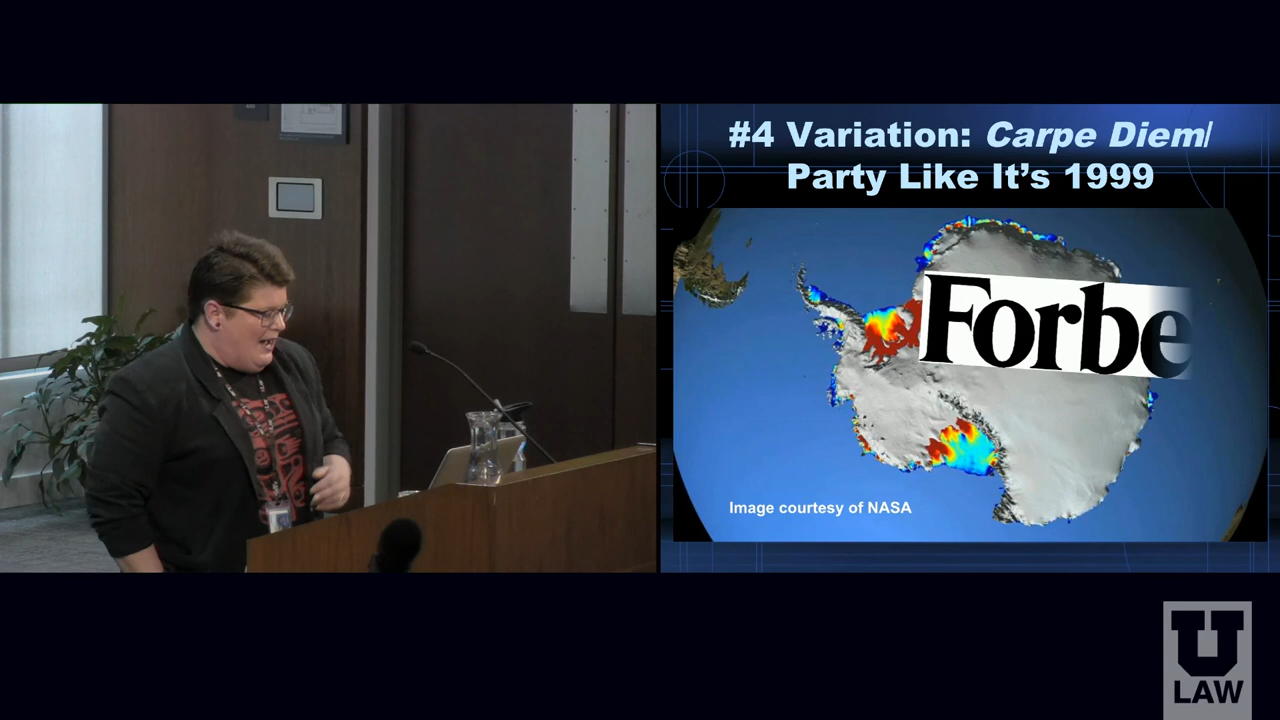 #4 Variation: Carpe Diem/
Party Like It's 1999
Forbe
Image courtesy of NASA
U
LAW